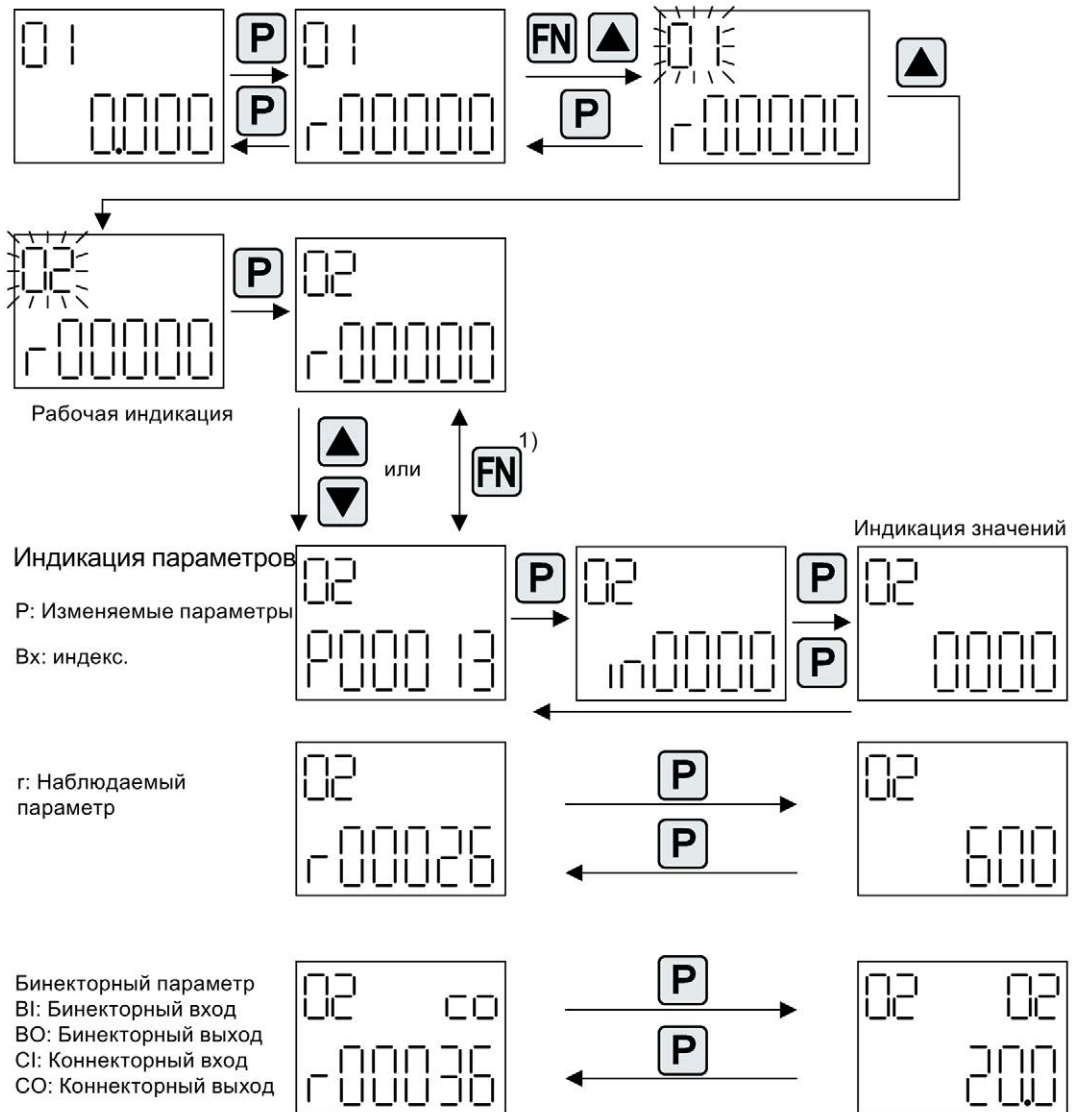 01
P
01
FN
01
0.000
P
r00000
P
r00000
02
P
02
r00000
r00000
Рабочая индикация
или
FN
1)
Индикация значений
Индикация параметров
02
P
02
P
02
P: Изменяемые параметры
Вх: индекс.
P00013
in0000
P
0000
r: Наблюдаемый
параметр
02
P
02
r00026
P
600
Бинекторный параметр
BI: Бинекторный вход
BO: Бинекторный выход
CI: Коннекторный вход
CO: Коннекторный выход
02 co
P
02 02
r00036
P
20.0